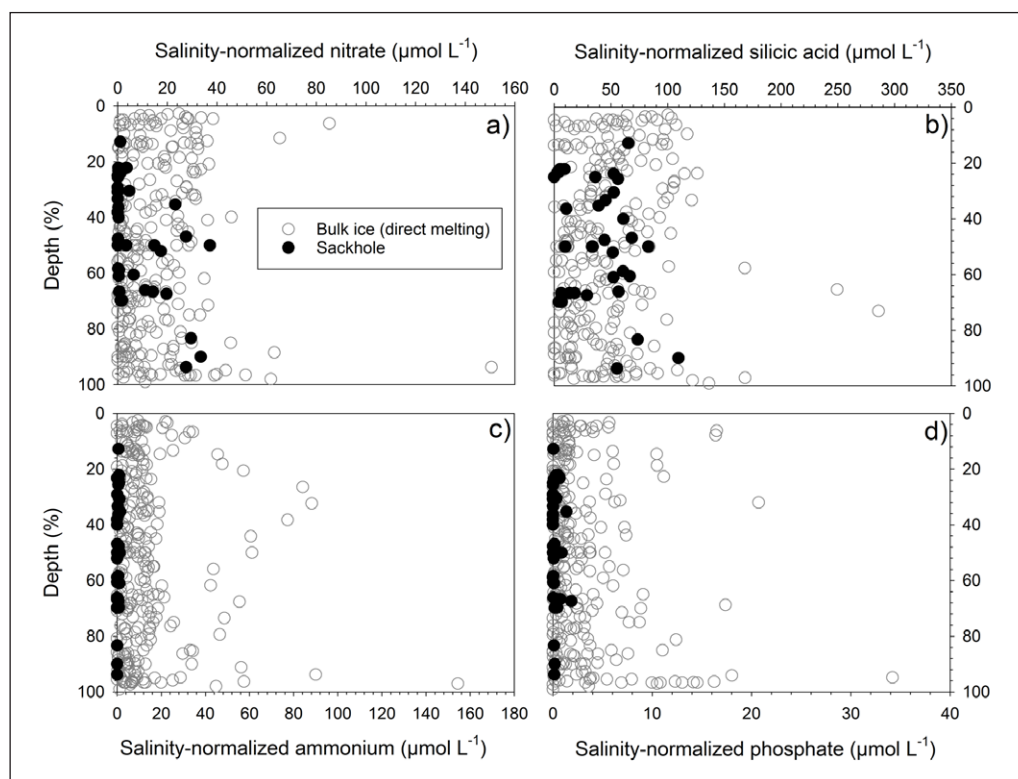 Salinity-normalized nitrate (µmol L⁻¹)
Salinity-normalized silicic acid (µmol L⁻¹)
0 20 40 60 80 100 120 140 160
0 50 100 150 200 250 300 350 400
0
20
40
60
80
100
Depth (%)
a)
Bulk ice (direct melting)
Sackhole
b)
0
20
40
60
80
100
0
20
40
60
80
100
Depth (%)
c)
d)
0
20
40
60
80
100
0 20 40 60 80 100 120 140 160 180
0 10 20 30 40
Salinity-normalized ammonium (µmol L⁻¹)
Salinity-normalized phosphate (µmol L⁻¹)